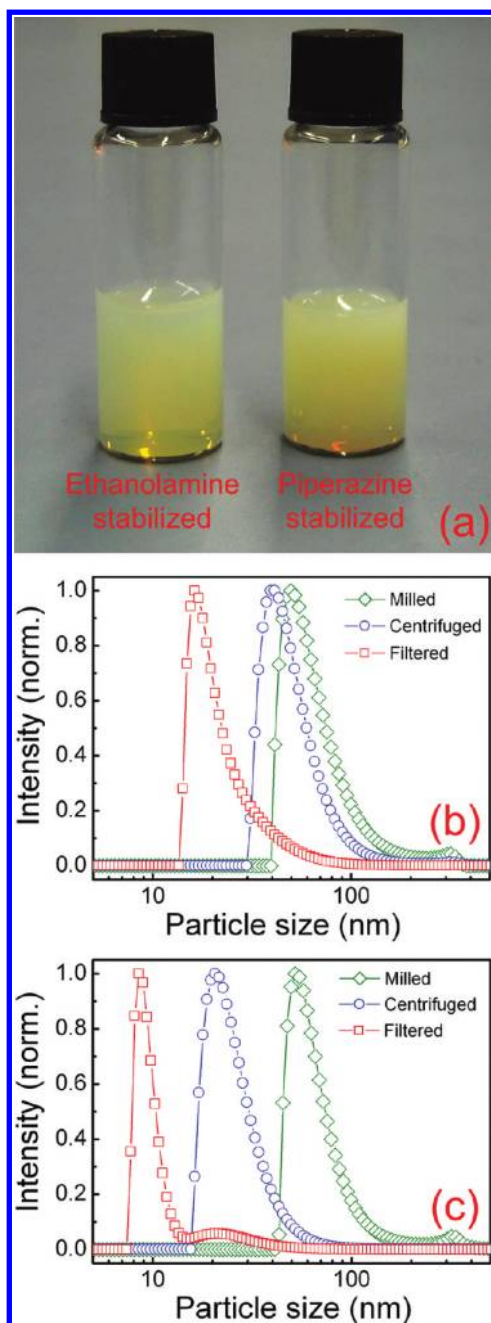 Ethanolamine
stabilized
Piperazine
stabilized
(a)
Intensity (norm.)
1.0
0.8
0.6
0.4
0.2
0.0
Milled
Centrifuged
Filtered
(b)
10
100
Particle size (nm)
Intensity (norm.)
1.0
0.8
0.6
0.4
0.2
0.0
Milled
Centrifuged
Filtered
(c)
10
100
Particle size (nm)